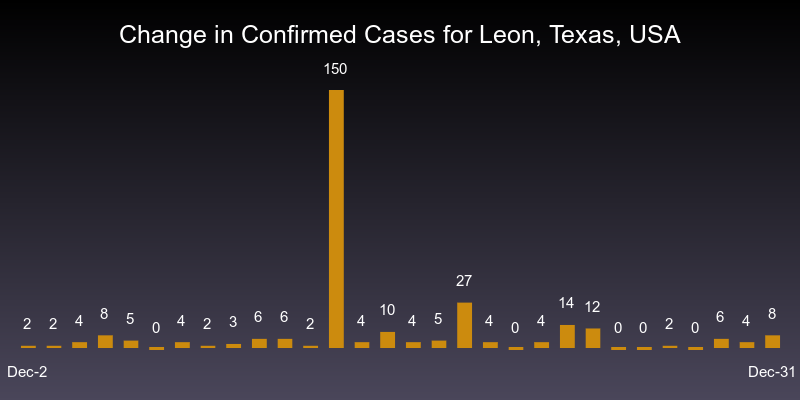 Change in Confirmed Cases for Leon, Texas, USA
150
2 2 4 8 5 0 4 2 3 6 6 2 4 10 4 5 27 4 0 4 14 12 0 0 2 0 6 4 8
Dec-2 Dec-31